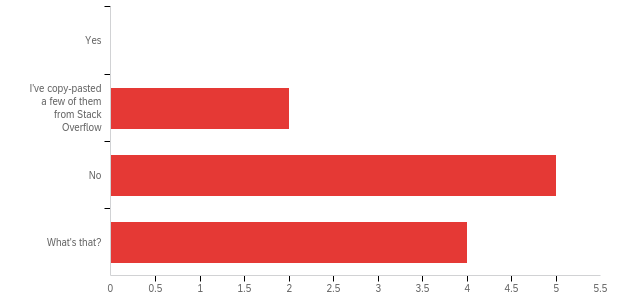 Yes
I've copy-pasted
a few of them
from Stack
Overflow
No
What's that?
0 0.5 1 1.5 2 2.5 3 3.5 4 4.5 5 5.5